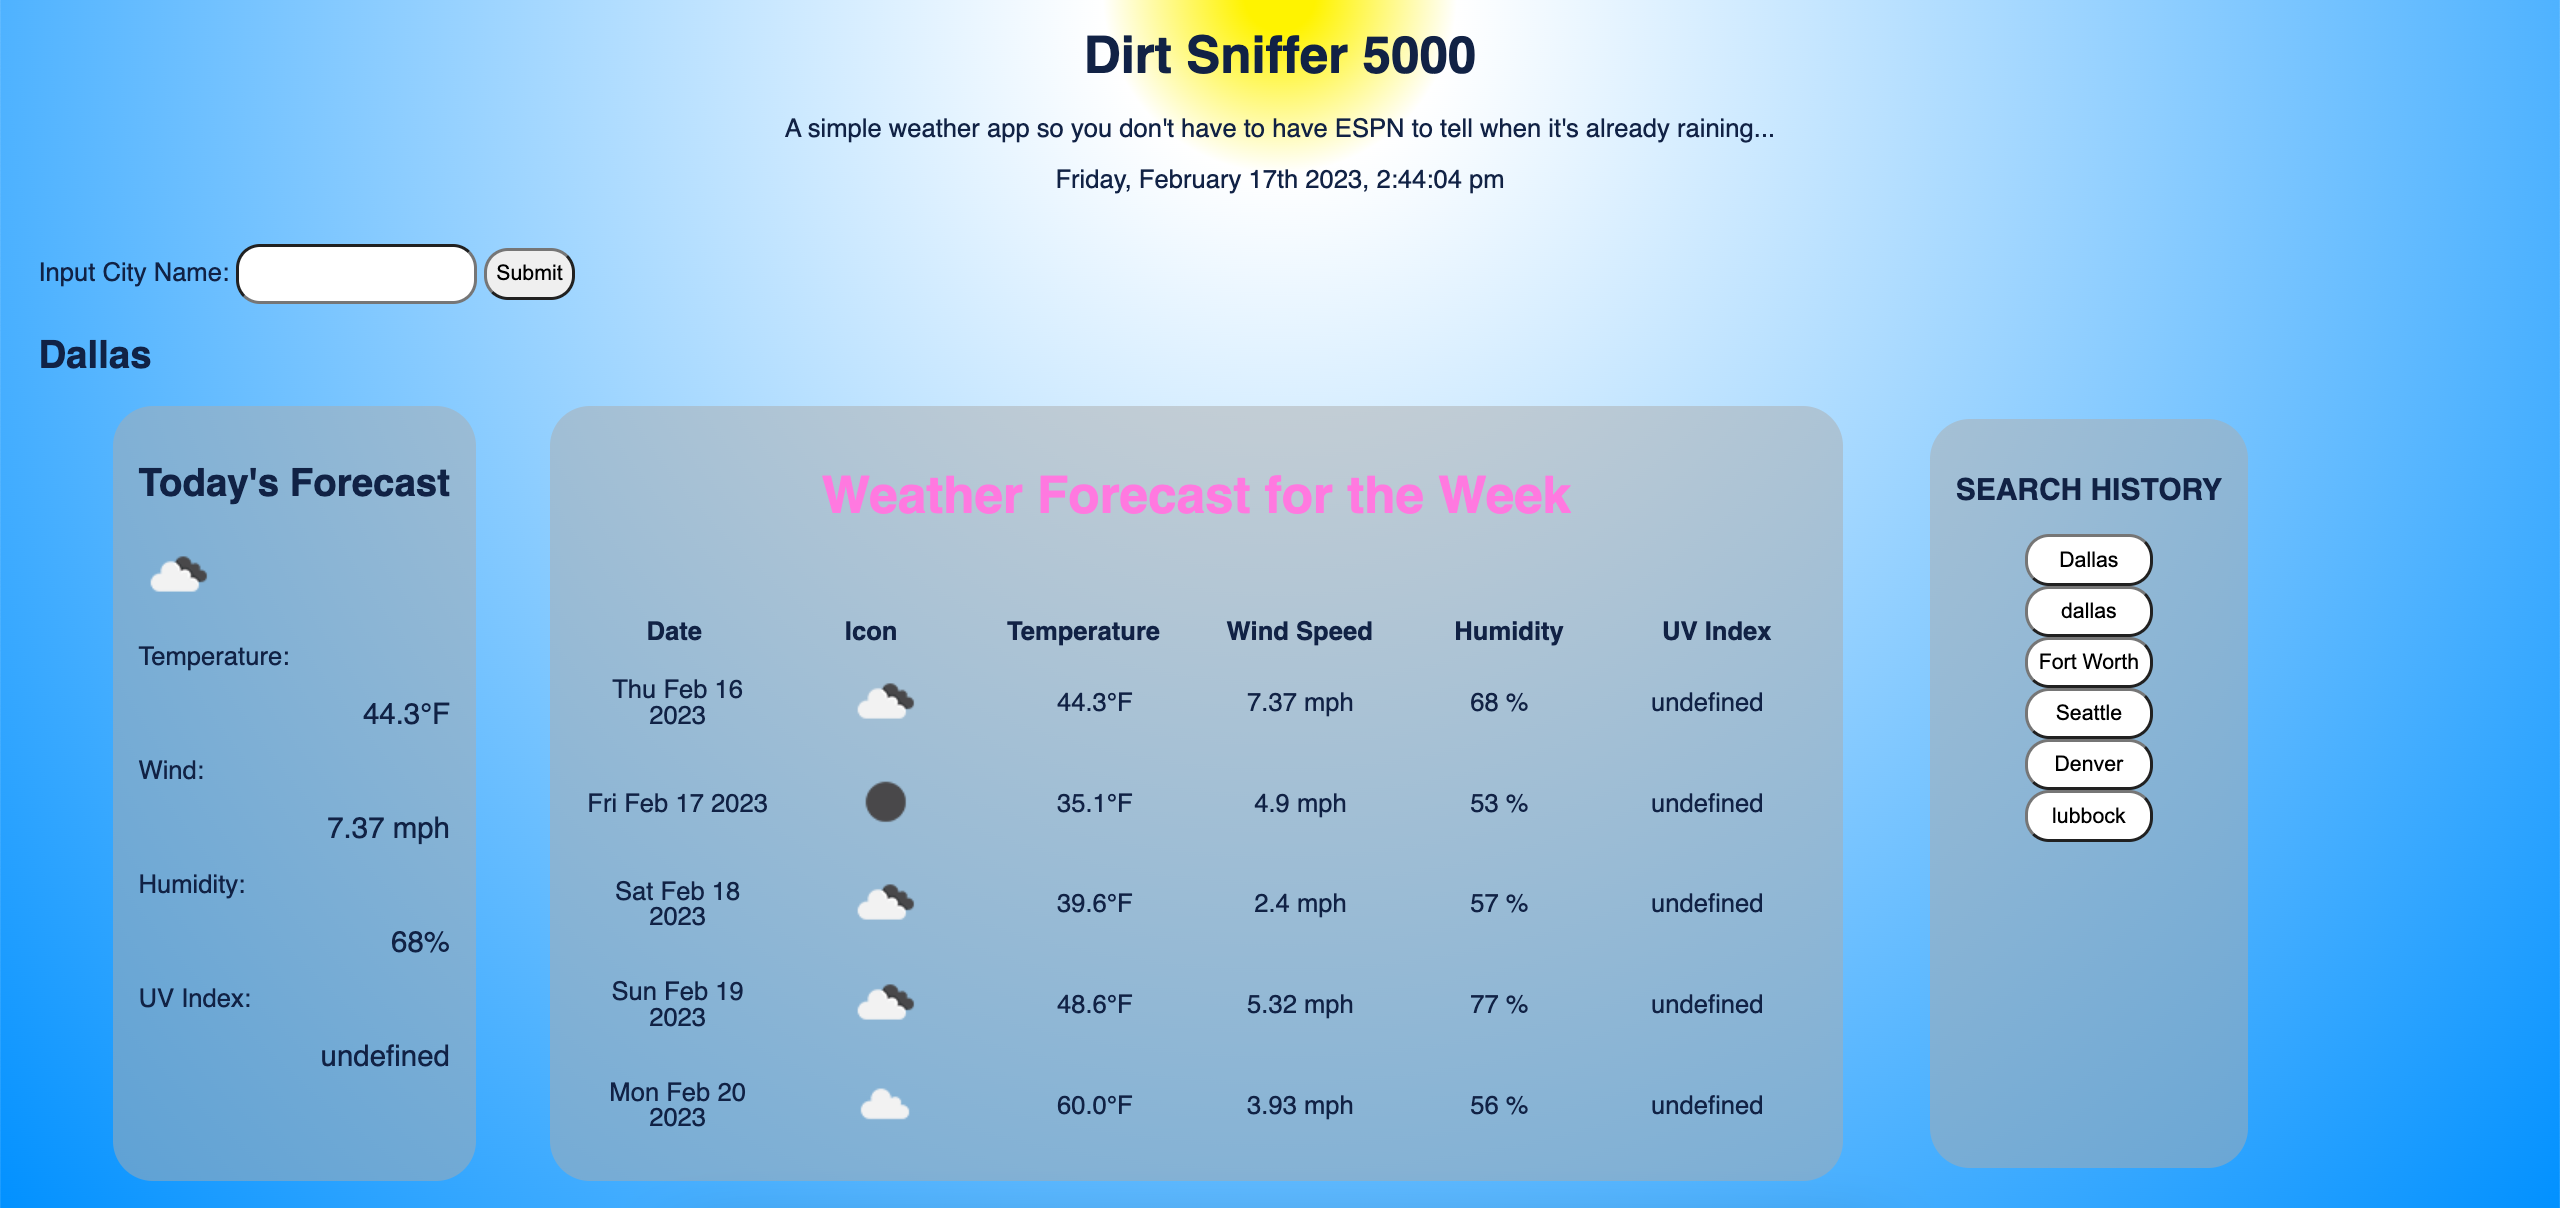 Dirt Sniffer 5000
A simple weather app so you don't have to have ESPN to tell when it's already raining...
Friday, February 17th 2023, 2:44:04 pm
Input City Name: Submit
Dallas
Today's Forecast
Temperature:
44.3°F
Wind:
7.37 mph
Humidity:
68%
UV Index:
undefined
Weather Forecast for the Week
Date Icon Temperature Wind Speed Humidity UV Index
Thu Feb 16
2023 44.3°F 7.37 mph 68 % undefined
Fri Feb 17 2023 35.1°F 4.9 mph 53 % undefined
Sat Feb 18
2023 39.6°F 2.4 mph 57 % undefined
Sun Feb 19
2023 48.6°F 5.32 mph 77 % undefined
Mon Feb 20
2023 60.0°F 3.93 mph 56 % undefined
SEARCH HISTORY
Dallas
dallas
Fort Worth
Seattle
Denver
lubbock